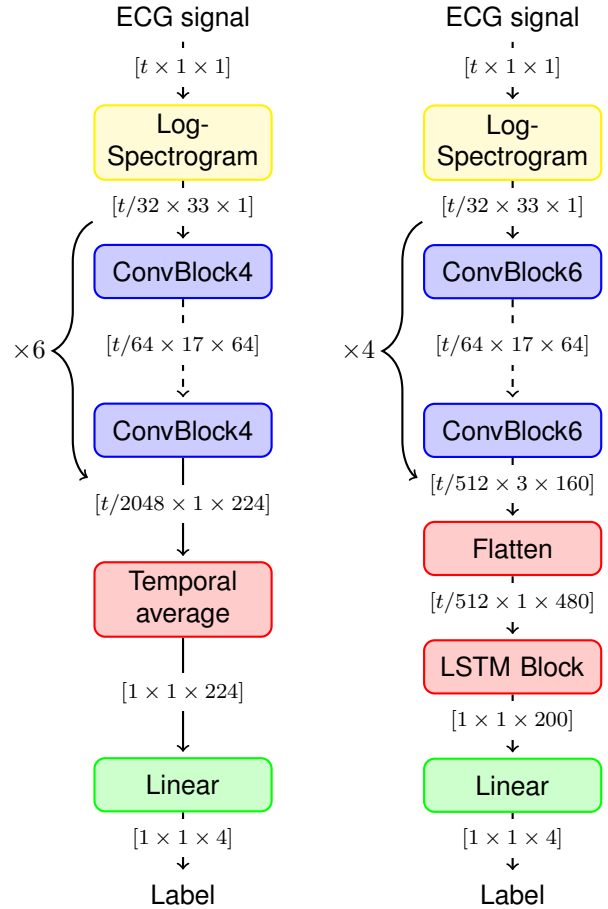 ECG signal
[t × 1 × 1]
Log-
Spectrogram
[t/32 × 33 × 1]
ConvBlock4
×6
[t/64 × 17 × 64]
ConvBlock4
[t/2048 × 1 × 224]
Temporal
average
[1 × 1 × 224]
Linear
[1 × 1 × 4]
Label
ECG signal
[t × 1 × 1]
Log-
Spectrogram
[t/32 × 33 × 1]
ConvBlock6
×4
[t/64 × 17 × 64]
ConvBlock6
[t/512 × 3 × 160]
Flatten
[t/512 × 1 × 480]
LSTM Block
[1 × 1 × 200]
Linear
[1 × 1 × 4]
Label